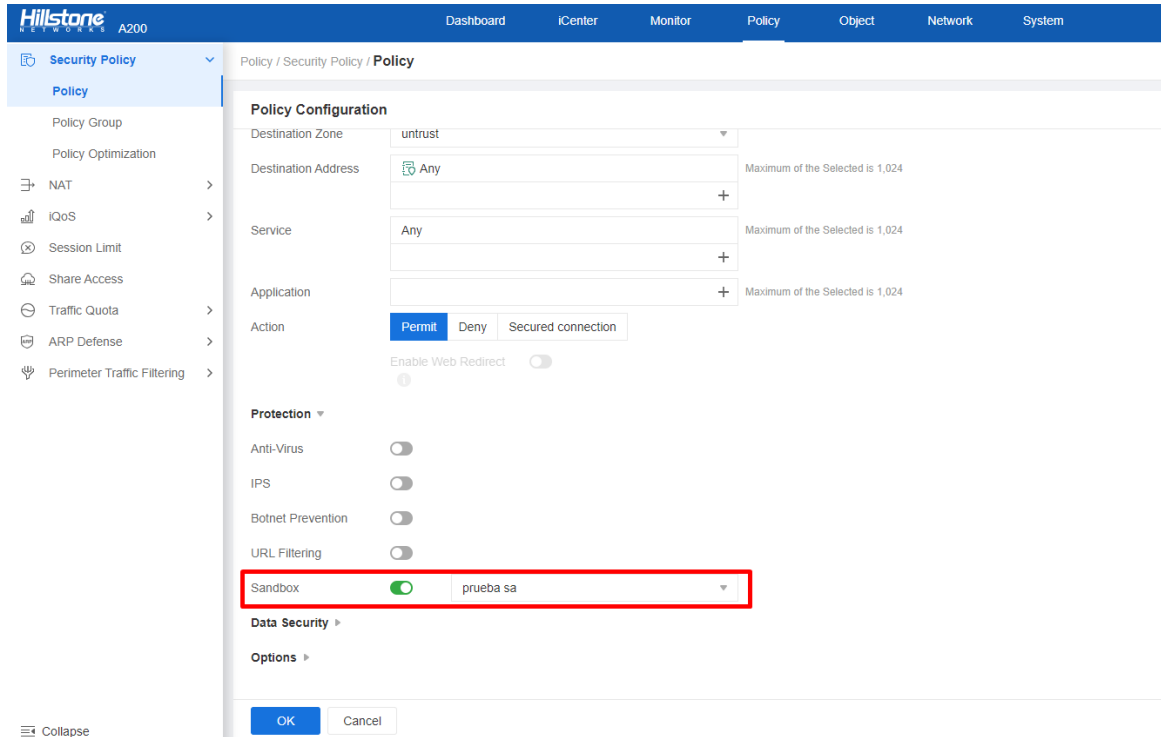 Hillstone
NETWORKS A200
Dashboard iCenter Monitor Policy Object Network System
Security Policy
Policy
Policy Group
Policy Optimization
NAT
iQoS
Session Limit
Share Access
Traffic Quota
ARP Defense
Perimeter Traffic Filtering
Collapse
Policy / Security Policy / Policy
Policy Configuration
Destination Zone untrust
Destination Address Any Maximum of the Selected is 1,024
Service Any Maximum of the Selected is 1,024
Application Maximum of the Selected is 1,024
Action Permit Deny Secured connection
Enable Web Redirect
Protection
Anti-Virus
IPS
Botnet Prevention
URL Filtering
Sandbox prueba sa
Data Security
Options
OK Cancel